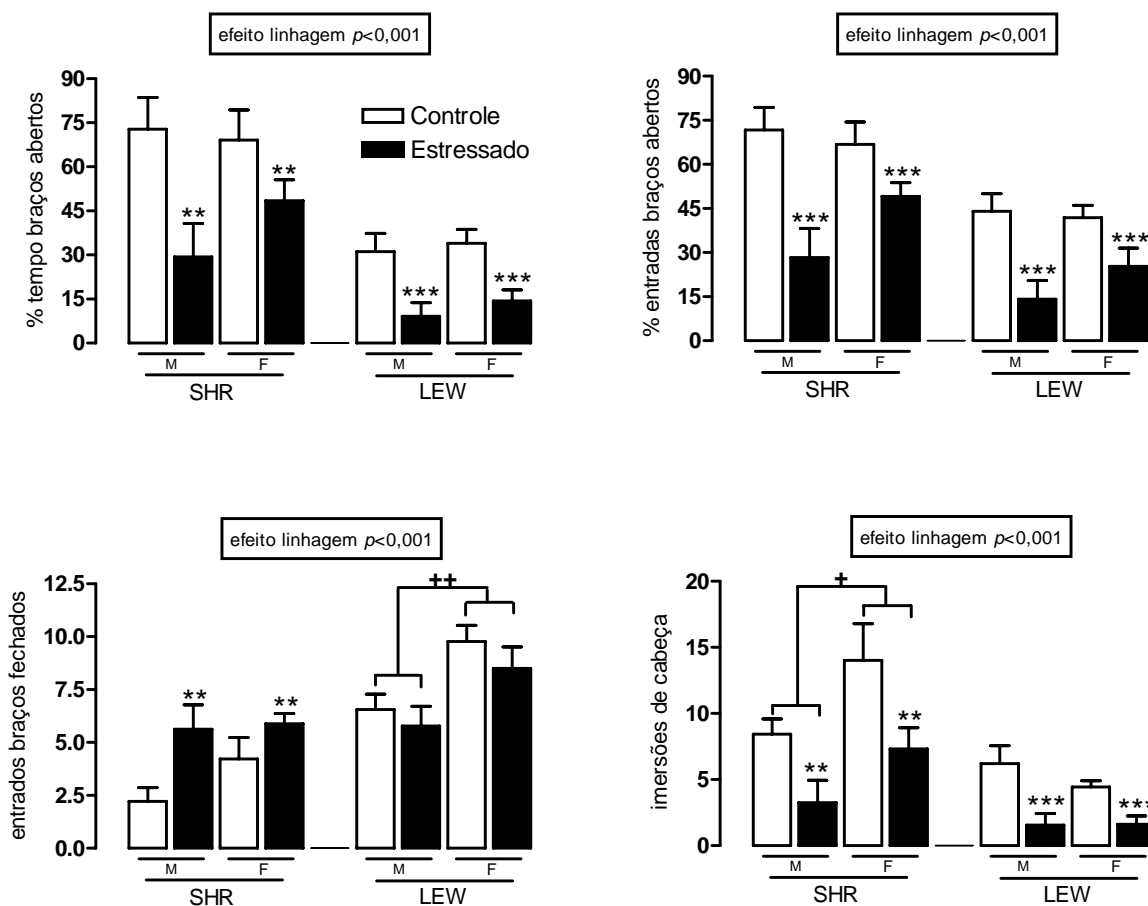 efeito linhagem p<0,001
% tempo braços abertos
90
75
60
45
30
15
0
Controle
Estressado
**
**
***
***
M
F
M
F
SHR
LEW
efeito linhagem p<0,001
% entradas braços abertos
90
75
60
45
30
15
0
***
***
***
***
M
F
M
F
SHR
LEW
efeito linhagem p<0,001
entrados braços fechados
12.5
10.0
7.5
5.0
2.5
0.0
**
**
++
M
F
M
F
SHR
LEW
efeito linhagem p<0,001
imersões de cabeça
20
15
10
5
0
+
**
**
***
***
M
F
M
F
SHR
LEW